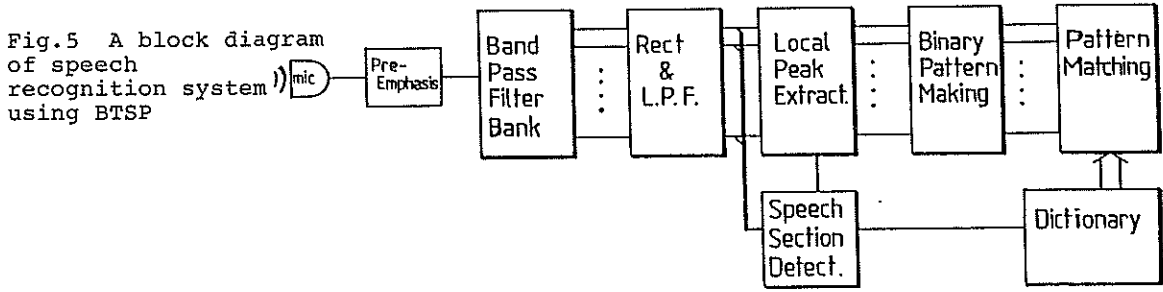 Fig.5 A block diagram
of speech
recognition system
using BTSP
mic
Pre-
Emphasis
Band
Pass
Filter
Bank
Rect
&
L.P.F.
Local
Peak
Extract.
Binary
Pattern
Making
Pattern
Matching
Speech
Section
Detect.
Dictionary